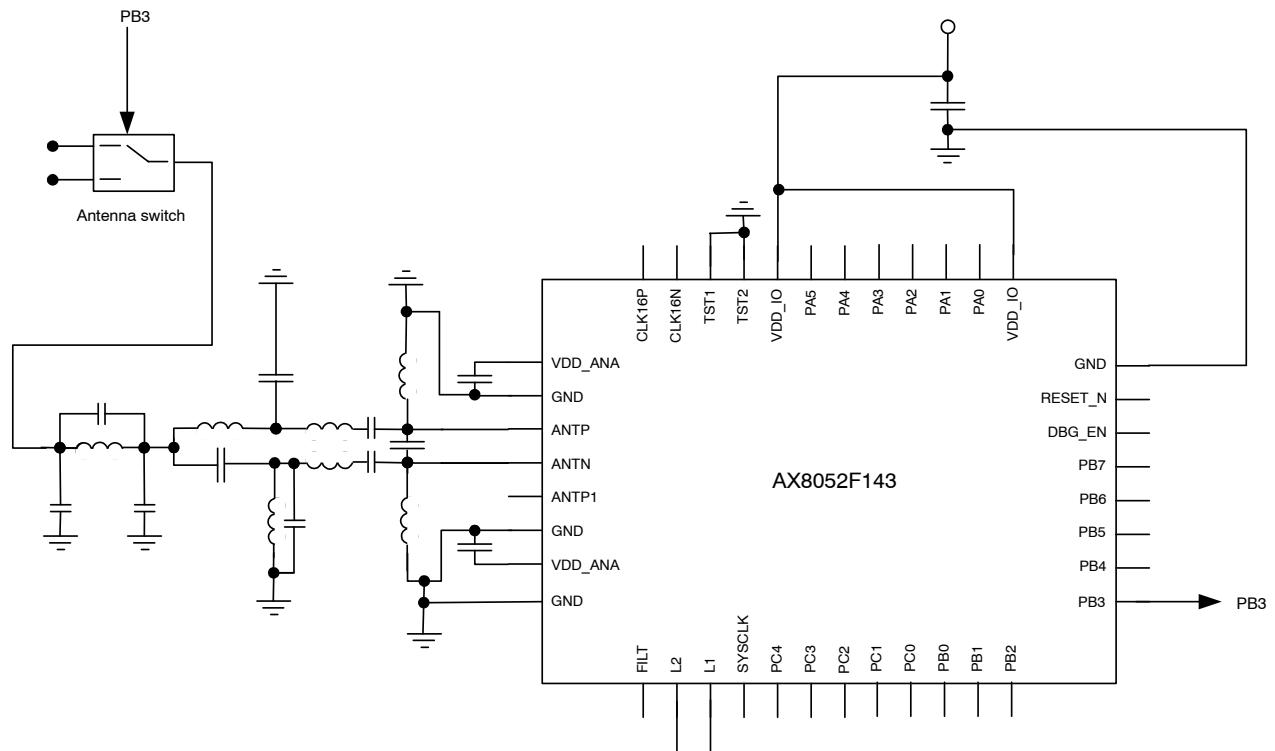 PB3
Antenna switch
CLK16P
CLK16N
TST1
TST2
VDD_IO
PA5
PA4
PA3
PA2
PA1
PA0
VDD_IO
VDD_ANA
GND
ANTP
ANTN
ANTP1
GND
VDD_ANA
GND
AX8052F143
GND
RESET_N
DBG_EN
PB7
PB6
PB5
PB4
PB3
PB3
FILT
L2
L1
SYSCLK
PC4
PC3
PC2
PC1
PC0
PB0
PB1
PB2